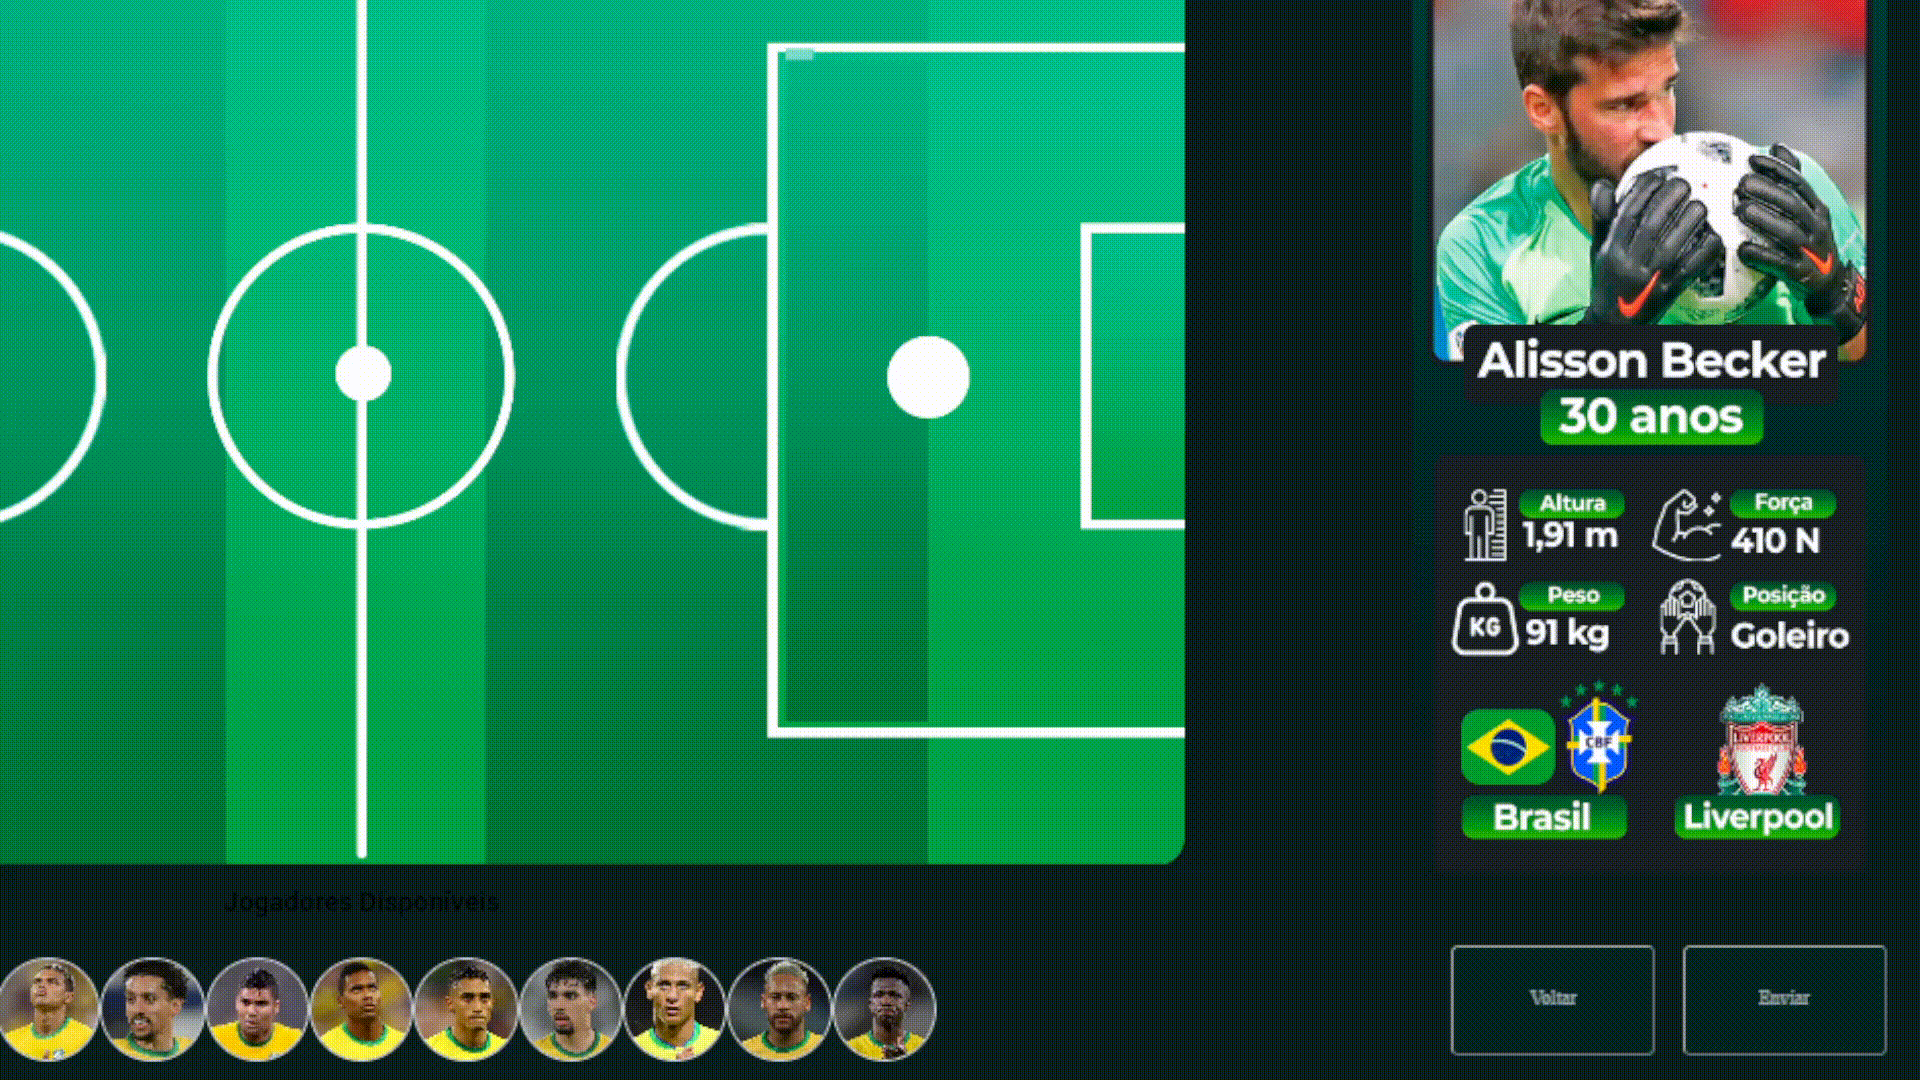 Alisson Becker
30 anos
Altura
1,91 m
Força
410 N
KG
Peso
91 kg
Posição
Goleiro
CBF
LIVERPOOL
Brasil
Liverpool
Jogadores Disponíveis
Voltar
Enviar